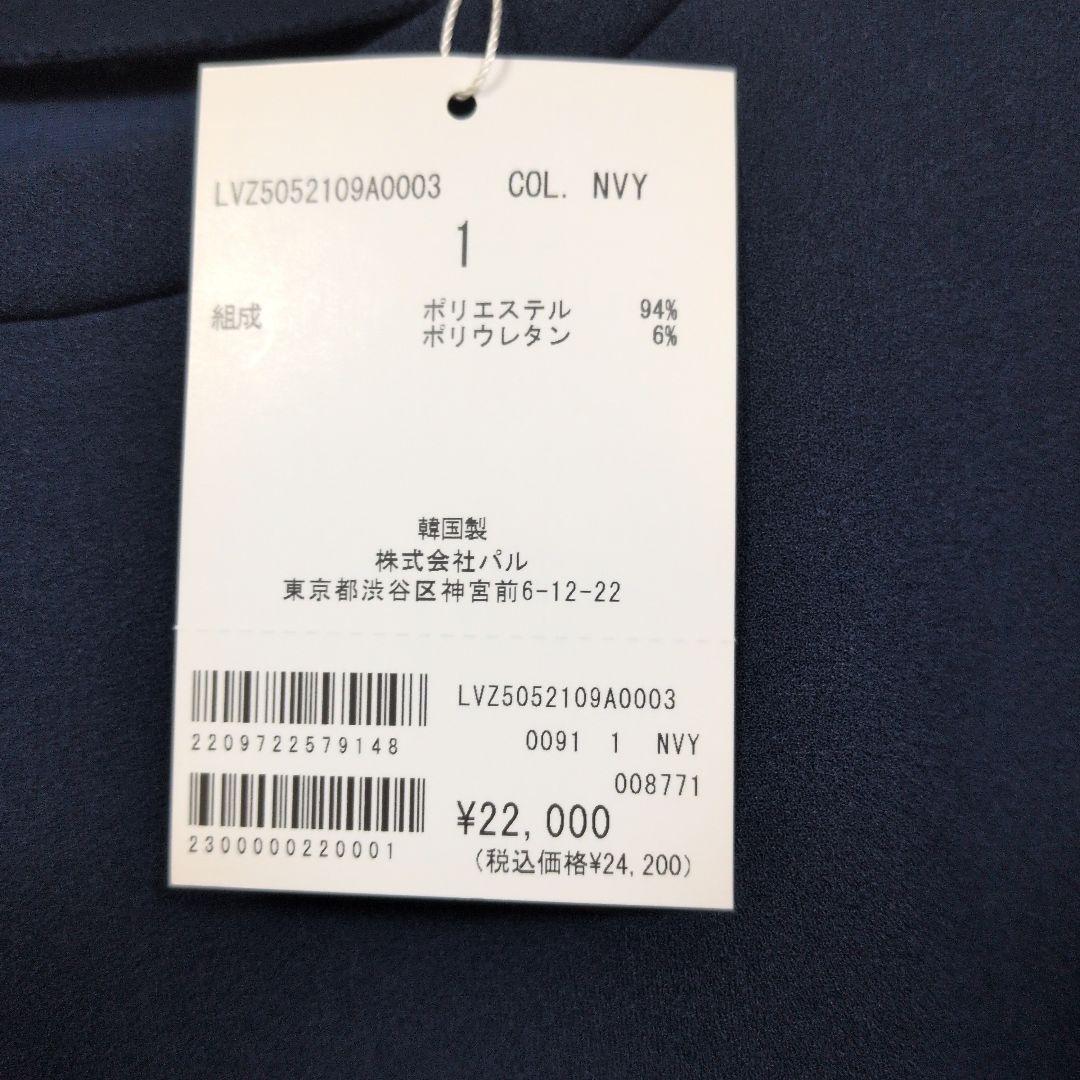 LVZ5052109A0003 COL. NVY
1
組成 ポリエステル 94%
ポリウレタン 6%
韓国製
株式会社パル
東京都渋谷区神宮前6-12-22
LVZ5052109A0003
2209722579148 0091 1 NVY
008771
¥22,000
2300000220001 (税込価格¥24,200)